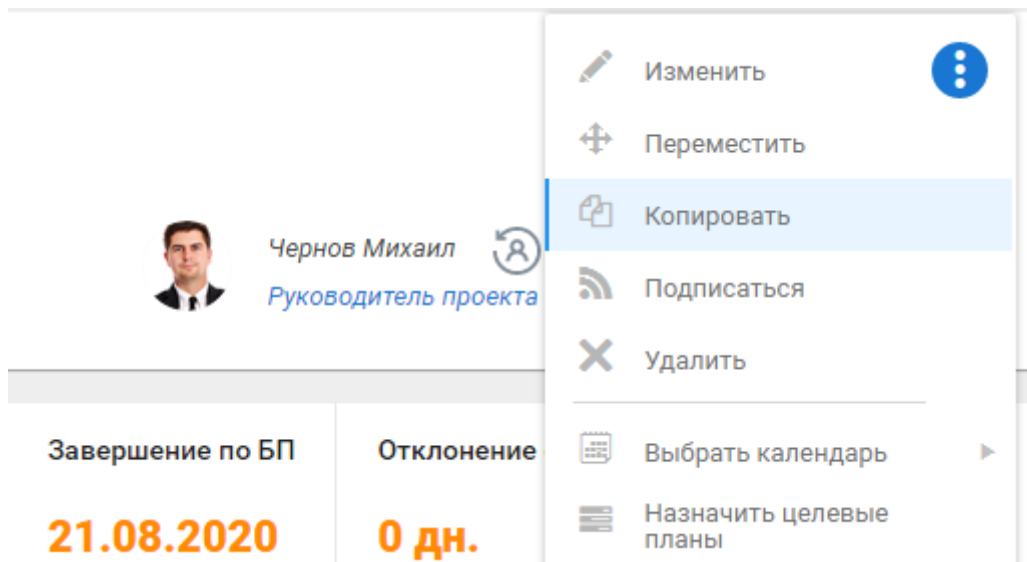 Изменить
Переместить
Копировать
Чернов Михаил
Руководитель проекта
Подписаться
Удалить
Завершение по БП
Отклонение
Выбрать календарь
21.08.2020
0 дн.
Назначить целевые
планы